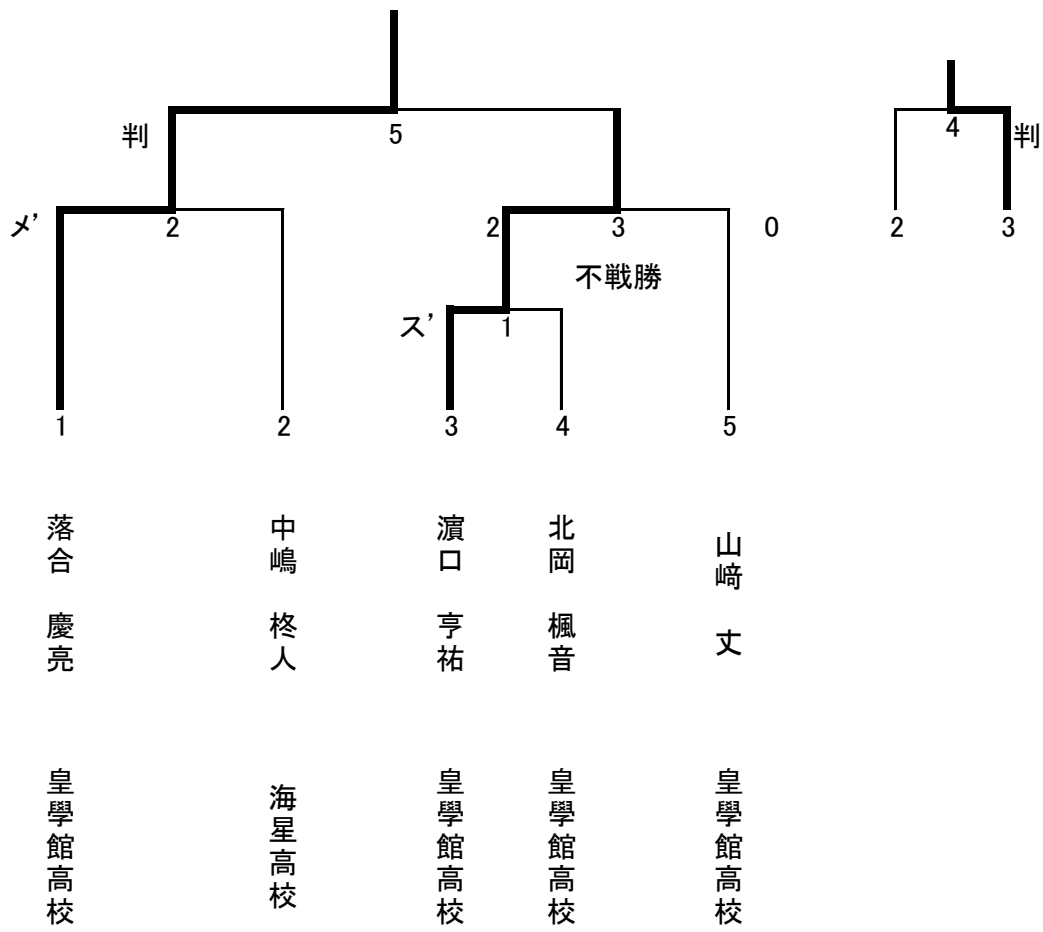 判
5
4
判
メ’
2
2
3
0
2
3
不戦勝
ス’
1
1
2
3
4
5
落合 慶亮
中嶋 柊人
濵口 亨祐
北岡 楓音
山﨑 丈
皇學館高校
海星高校
皇學館高校
皇學館高校
皇學館高校